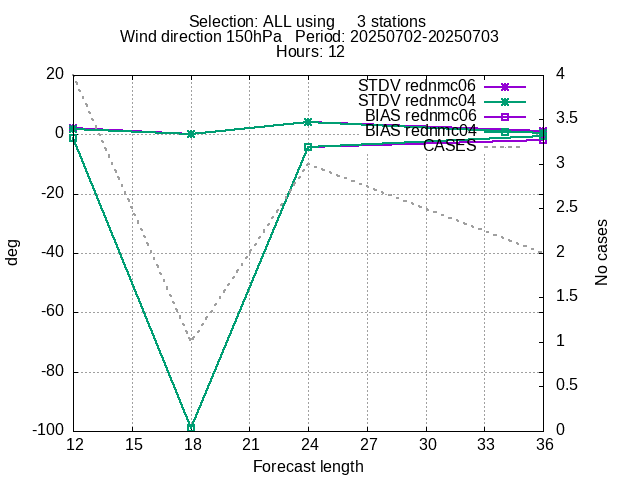 Selection: ALL using     3 stations
Wind direction 150hPa   Period: 20250702-20250703
Hours: 12
STDV rednmc06
STDV rednmc04
BIAS rednmc06
BIAS rednmc04
CASES
20
0
-20
-40
-60
-80
-100
deg
4
3.5
3
2.5
2
1.5
1
0.5
0
No cases
12 15 18 21 24 27 30 33 36
Forecast length